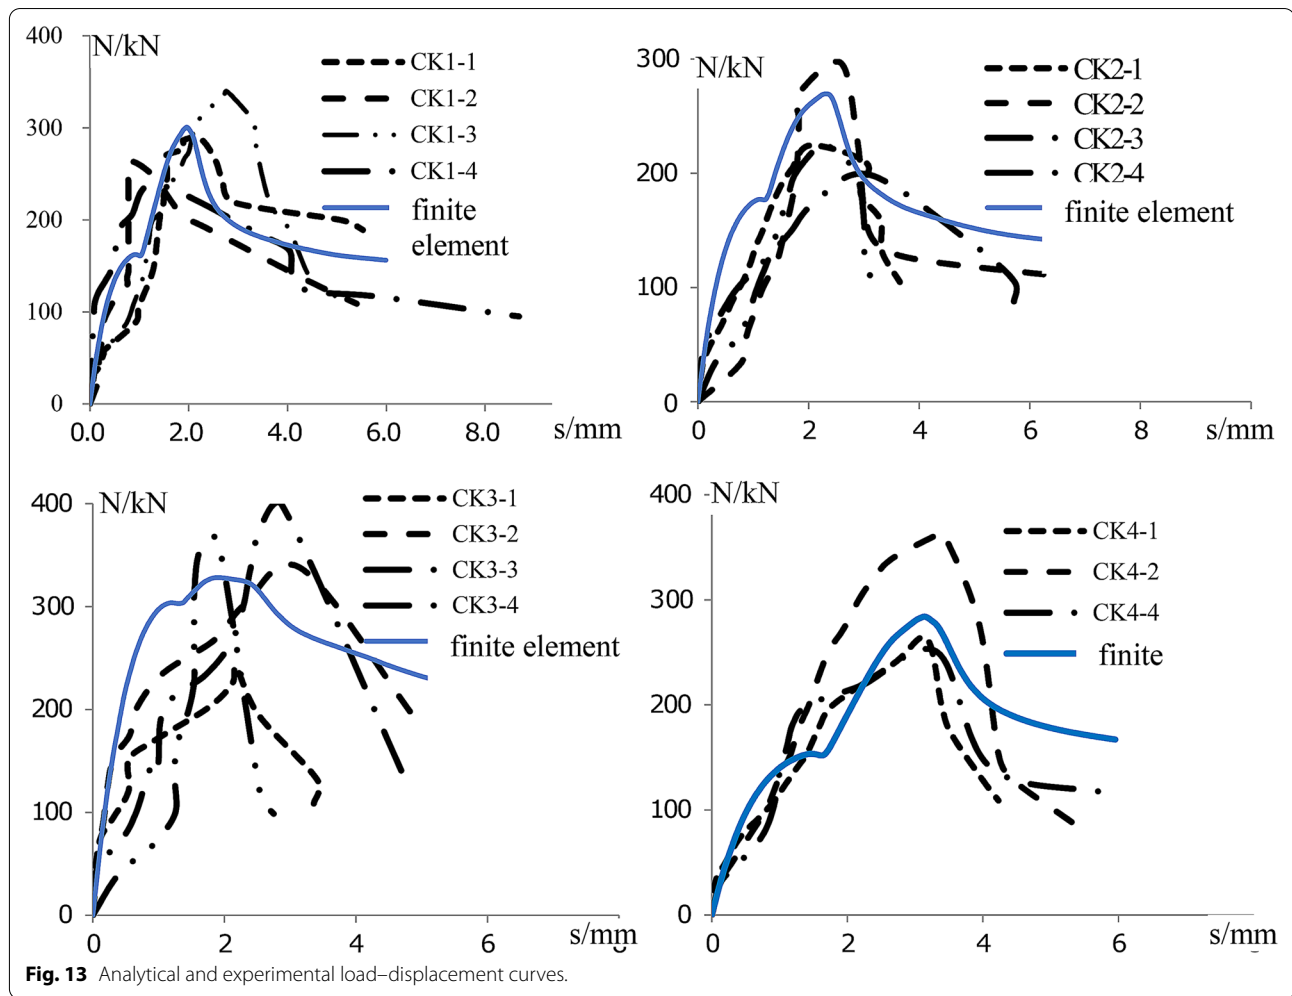 400
N/kN
300
200
100
0
0.0
2.0
4.0
6.0
8.0
s/mm
CK1-1
CK1-2
CK1-3
CK1-4
finite
element
300
N/kN
200
100
0
0
2
4
6
8
s/mm
CK2-1
CK2-2
CK2-3
CK2-4
finite element
400
N/kN
300
200
100
0
0
2
4
6
s/mm
CK3-1
CK3-2
CK3-3
CK3-4
finite element
400
N/kN
300
200
100
0
0
2
4
6
s/mm
CK4-1
CK4-2
CK4-4
finite
Fig. 13 Analytical and experimental load–displacement curves.